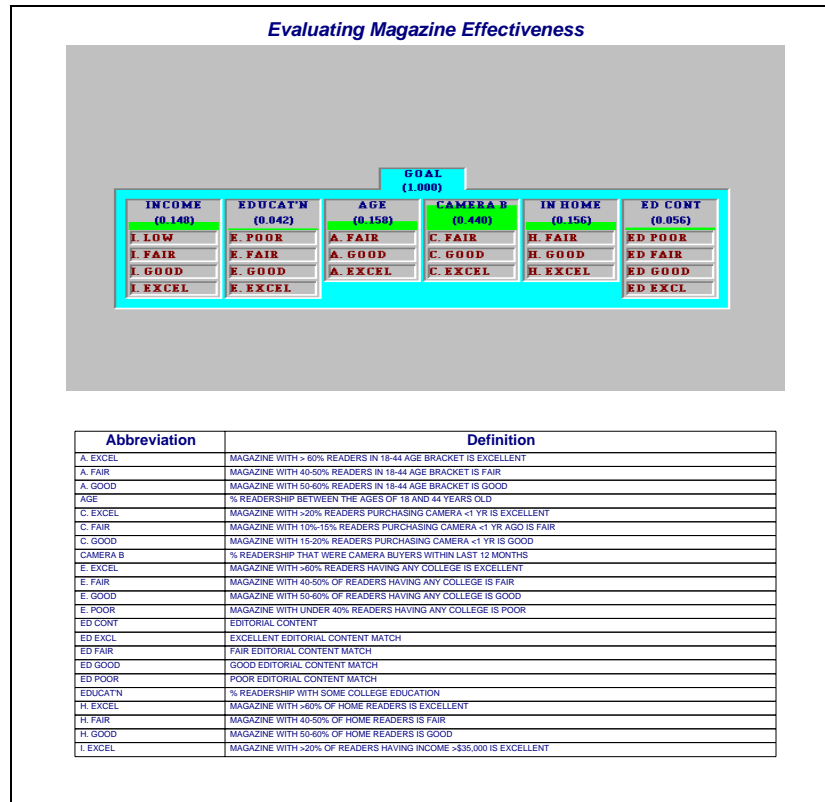 Evaluating Magazine Effectiveness
GOAL
(1.000)
INCOME EDUCAT'N AGE CAMERA B IN HOME ED CONT
(0.148) (0.042) (0.158) (0.440) (0.156) (0.056)
I. LOW E. POOR A. FAIR C. FAIR H. FAIR ED POOR
I. FAIR E. FAIR A. GOOD C. GOOD H. GOOD ED FAIR
I. GOOD E. GOOD A. EXCEL C. EXCEL H. EXCEL ED GOOD
I. EXCEL E. EXCEL ED EXCL
Abbreviation Definition
A. EXCEL MAGAZINE WITH > 60% READERS IN 18-44 AGE BRACKET IS EXCELLENT
A. FAIR MAGAZINE WITH 40-50% READERS IN 18-44 AGE BRACKET IS FAIR
A. GOOD MAGAZINE WITH 50-60% READERS IN 18-44 AGE BRACKET IS GOOD
AGE % READERSHIP BETWEEN THE AGES OF 18 AND 44 YEARS OLD
C. EXCEL MAGAZINE WITH >20% READERS PURCHASING CAMERA <1 YR IS EXCELLENT
C. FAIR MAGAZINE WITH 10%-15% READERS PURCHASING CAMERA <1 YR AGO IS FAIR
C. GOOD MAGAZINE WITH 15-20% READERS PURCHASING CAMERA <1 YR IS GOOD
CAMERA B % READERSHIP THAT WERE CAMERA BUYERS WITHIN LAST 12 MONTHS
E. EXCEL MAGAZINE WITH >60% READERS HAVING ANY COLLEGE IS EXCELLENT
E. FAIR MAGAZINE WITH 40-50% OF READERS HAVING ANY COLLEGE IS FAIR
E. GOOD MAGAZINE WITH 50-60% OF READERS HAVING ANY COLLEGE IS GOOD
E. POOR MAGAZINE WITH UNDER 40% READERS HAVING ANY COLLEGE IS POOR
ED CONT EDITORIAL CONTENT
ED EXCL EXCELLENT EDITORIAL CONTENT MATCH
ED FAIR FAIR EDITORIAL CONTENT MATCH
ED GOOD GOOD EDITORIAL CONTENT MATCH
ED POOR POOR EDITORIAL CONTENT MATCH
EDUCAT'N % READERSHIP WITH SOME COLLEGE EDUCATION
H. EXCEL MAGAZINE WITH >60% OF HOME READERS IS EXCELLENT
H. FAIR MAGAZINE WITH 40-50% OF HOME READERS IS FAIR
H. GOOD MAGAZINE WITH 50-60% OF HOME READERS IS GOOD
I. EXCEL MAGAZINE WITH >20% OF READERS HAVING INCOME >$35,000 IS EXCELLENT